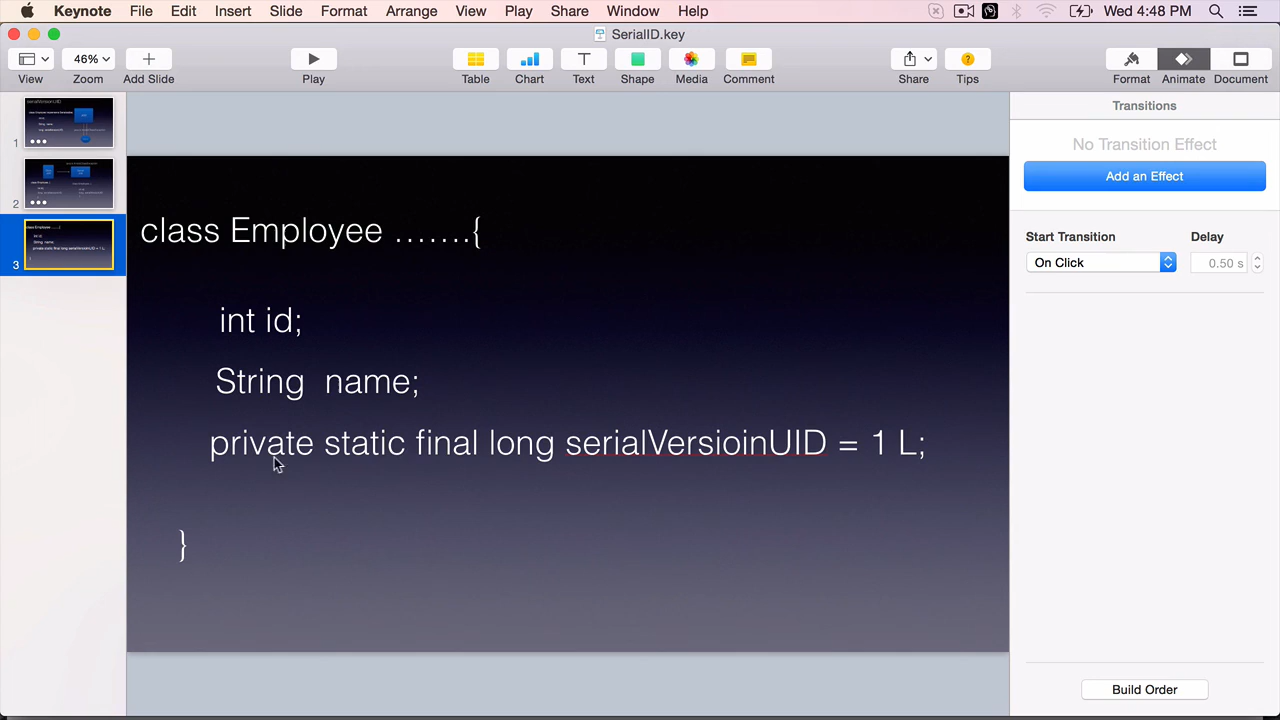 Keynote File Edit Insert Slide Format Arrange View Play Share Window Help Wed 4:48 PM
SerialID.key
46%
View Zoom Add Slide Play Table Chart Text Shape Media Comment Share Tips Format Animate Document
Transitions
No Transition Effect
Add an Effect
Start Transition Delay
On Click 0.50 s
serialVersionUID
1
2
3
class Employee .......{
int id;
String name;
private static final long serialVersioinUID = 1 L;
}
Build Order